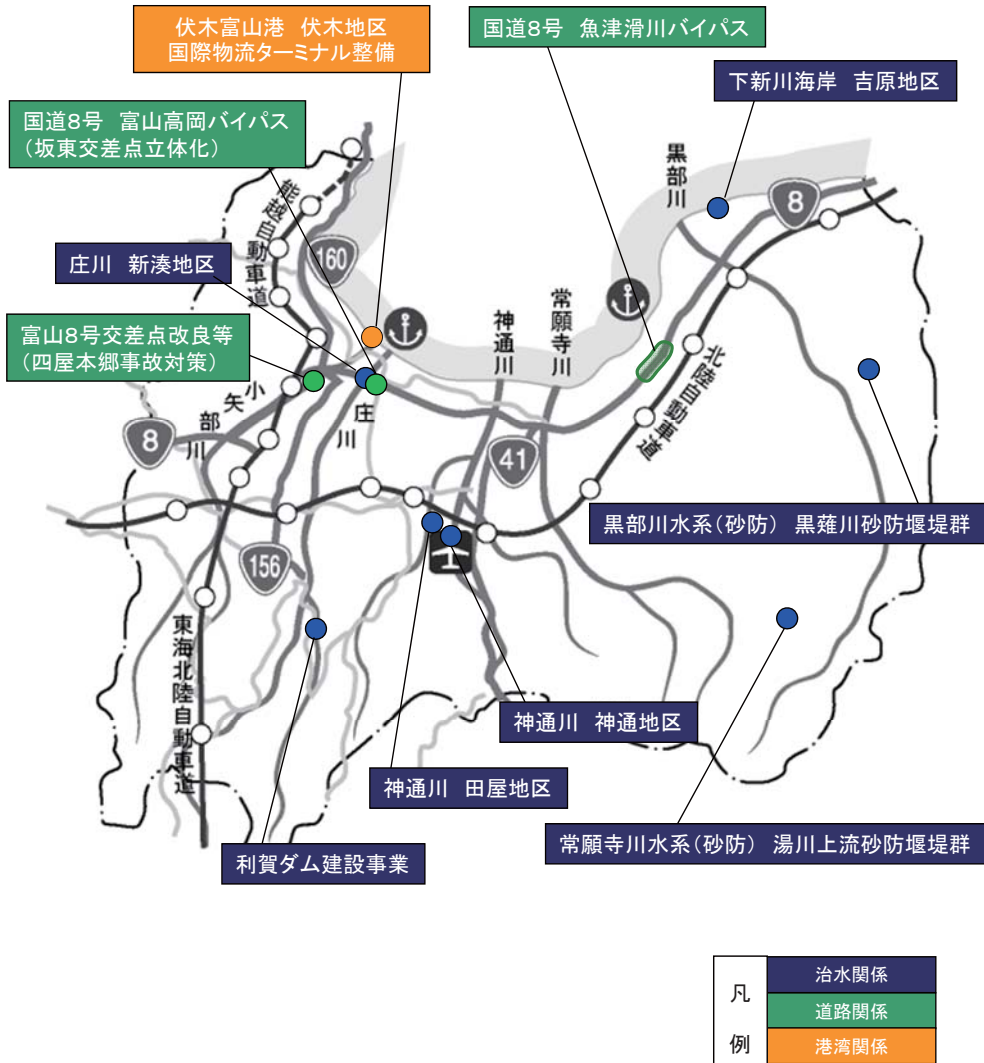 伏木富山港 伏木地区
国際物流ターミナル整備
国道8号 魚津滑川バイパス
下新川海岸 吉原地区
国道8号 富山高岡バイパス
(坂東交差点立体化)
黒部川
8
能越自動車道
160
庄川 新湊地区
常願寺川
神通川
富山8号交差点改良等
(四屋本郷事故対策)
北陸自動車道
小矢部川
庄川
8
41
黒部川水系(砂防) 黒薙川砂防堰堤群
156
東海北陸自動車道
神通川 神通地区
神通川 田屋地区
常願寺川水系(砂防) 湯川上流砂防堰堤群
利賀ダム建設事業
凡例
治水関係
道路関係
港湾関係